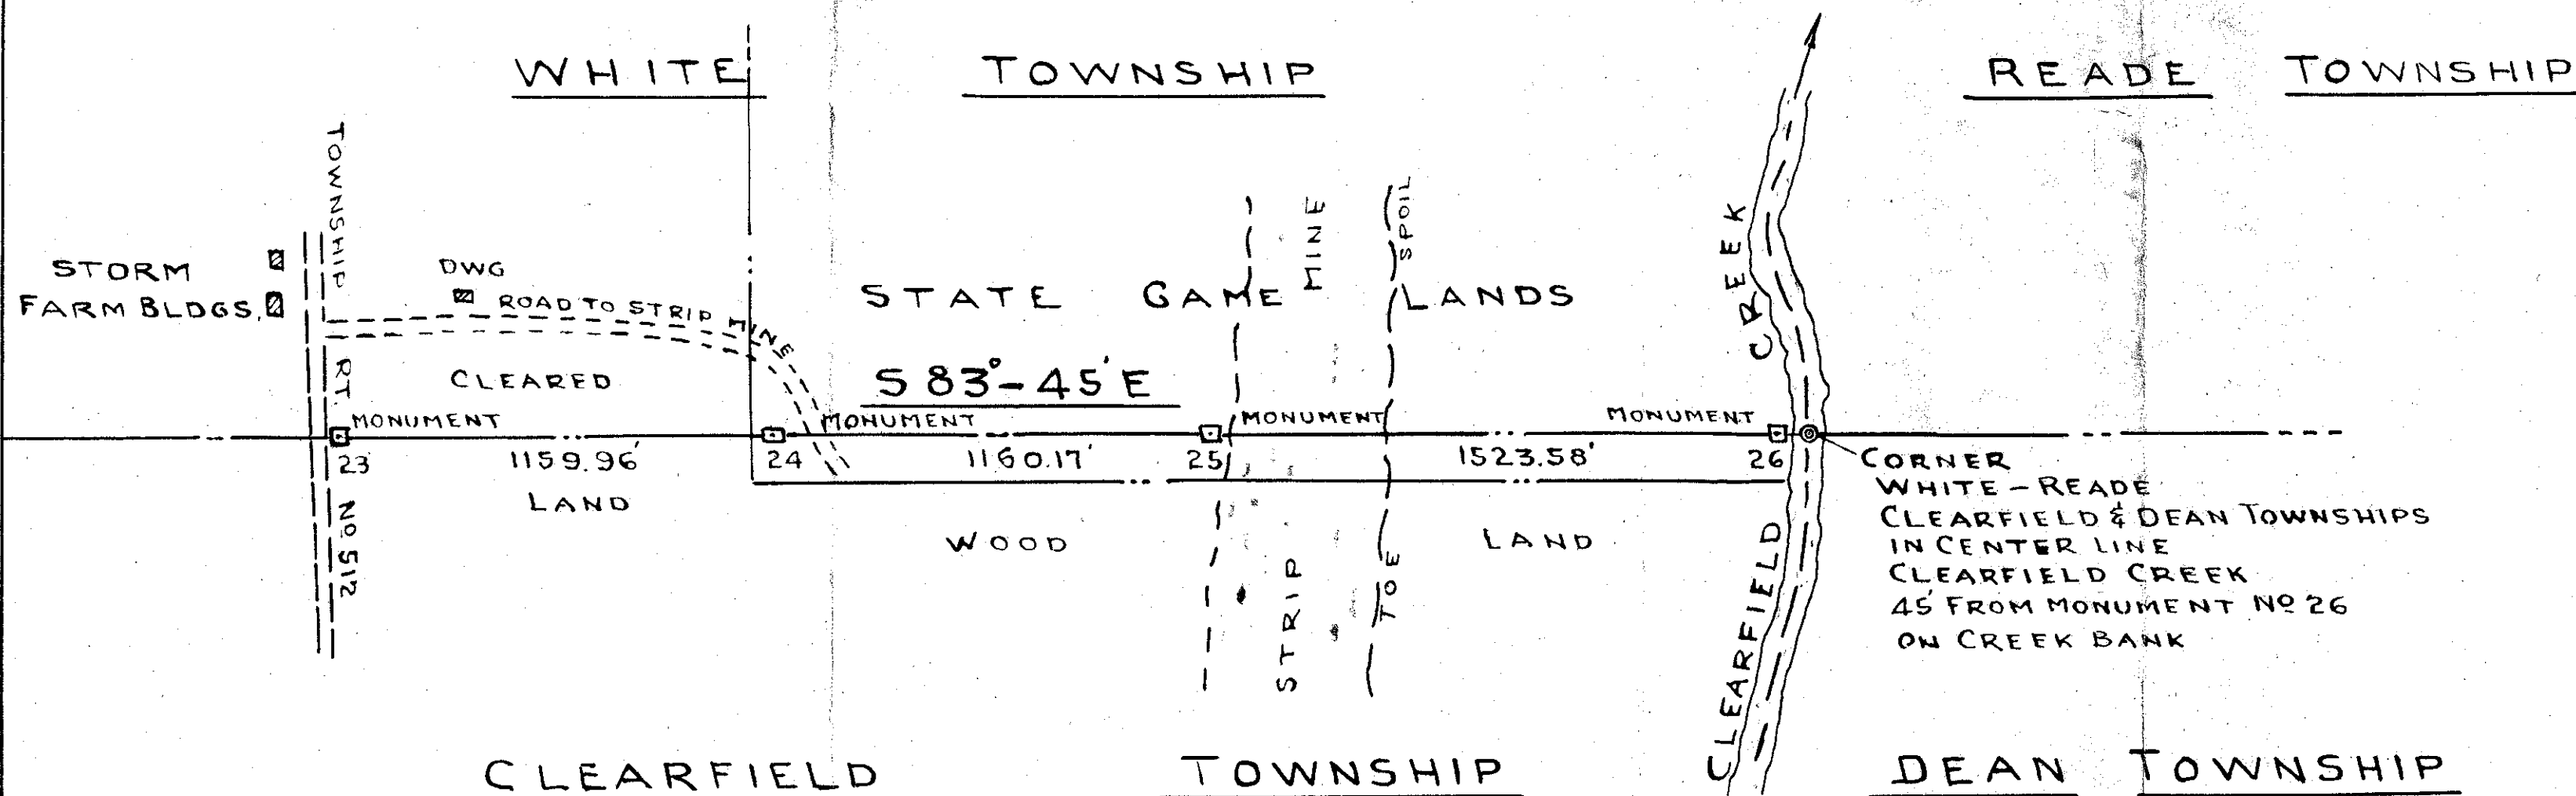 WHITE TOWNSHIP
READE TOWNSHIP
TOWNSHIP RT. Nọ 512
STORM
FARM BLDGS.
DWG
ROAD TO STRIP MINE
STATE GAME LANDS
STRIP MINE
TOE SPOIL
CLEARFIELD CREEK
CLEARED
LAND
S 83°-45' E
MONUMENT
MONUMENT
MONUMENT
MONUMENT
23 1159.96' 24 1160.17' 25 1523.58' 26
WOOD LAND
CORNER
WHITE-READE
CLEARFIELD & DEAN TOWNSHIPS
IN CENTER LINE
CLEARFIELD CREEK
45' FROM MONUMENT Nọ 26
ON CREEK BANK
CLEARFIELD TOWNSHIP
DEAN TOWNSHIP